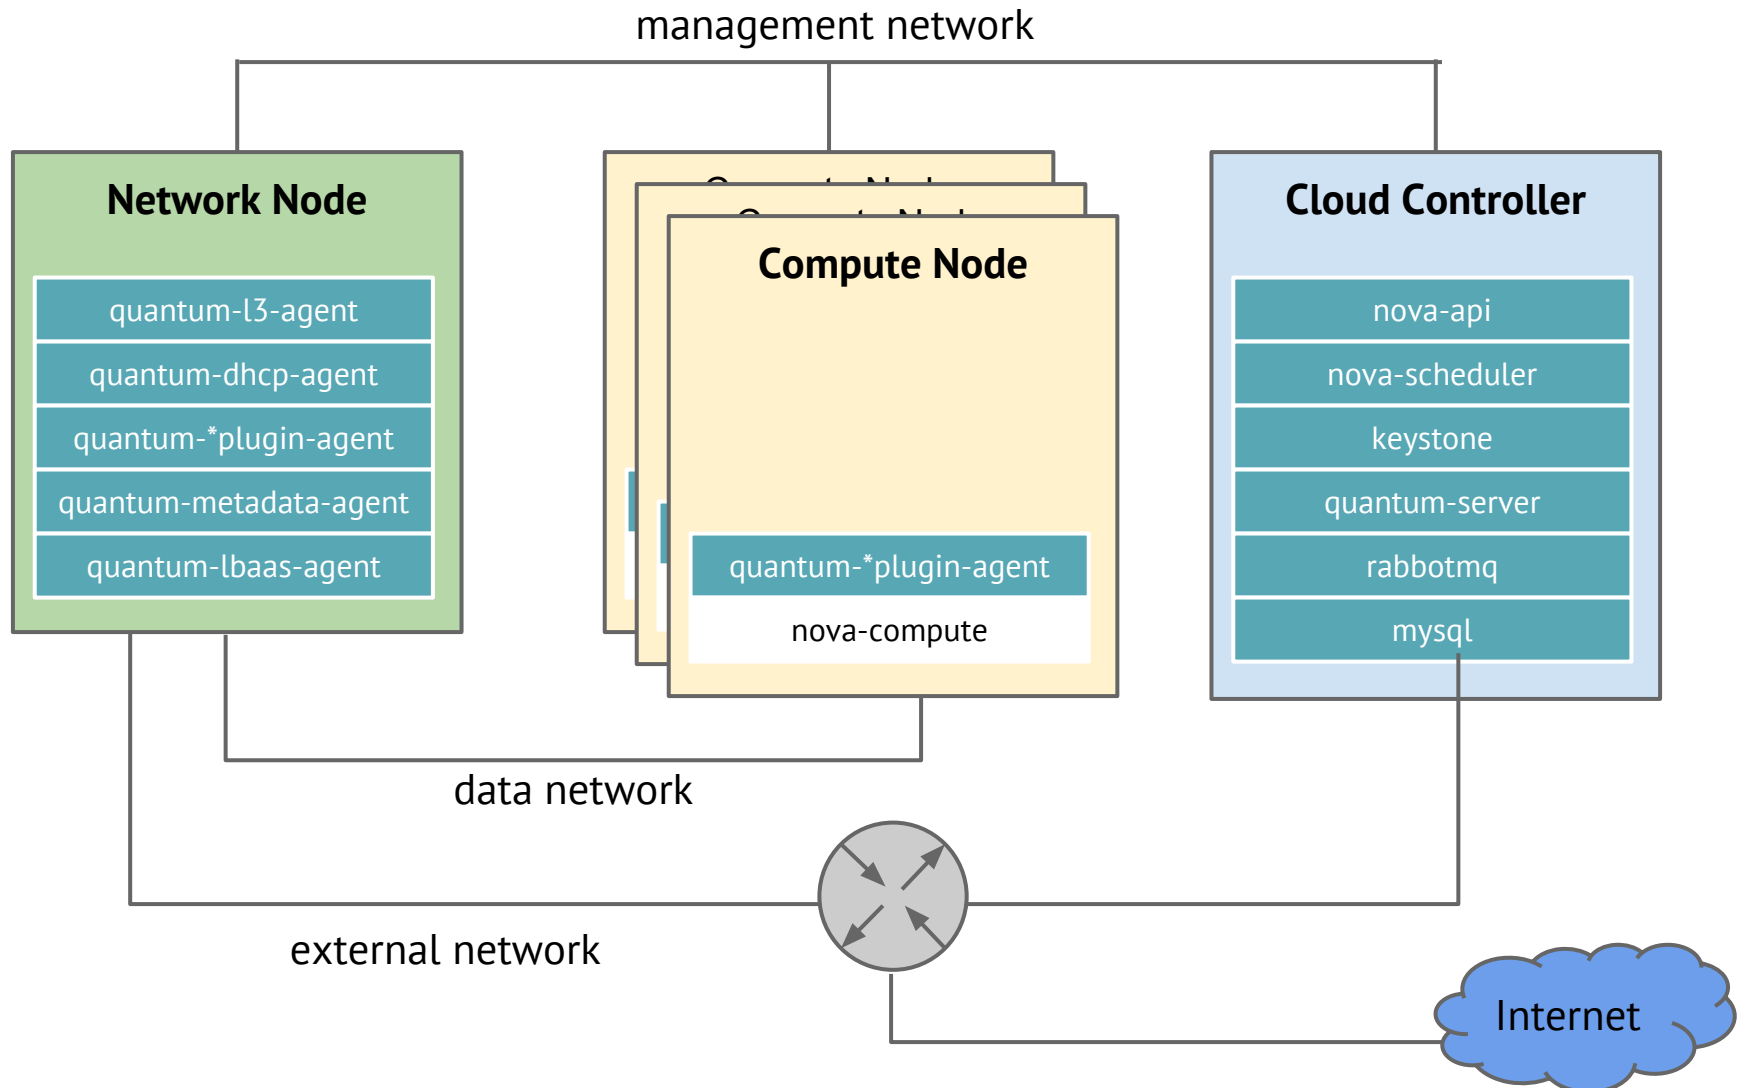 management network
Network Node
quantum-l3-agent
quantum-dhcp-agent
quantum-*plugin-agent
quantum-metadata-agent
quantum-lbaas-agent
Compute Node
quantum-*plugin-agent
nova-compute
Cloud Controller
nova-api
nova-scheduler
keystone
quantum-server
rabbotmq
mysql
data network
external network
Internet